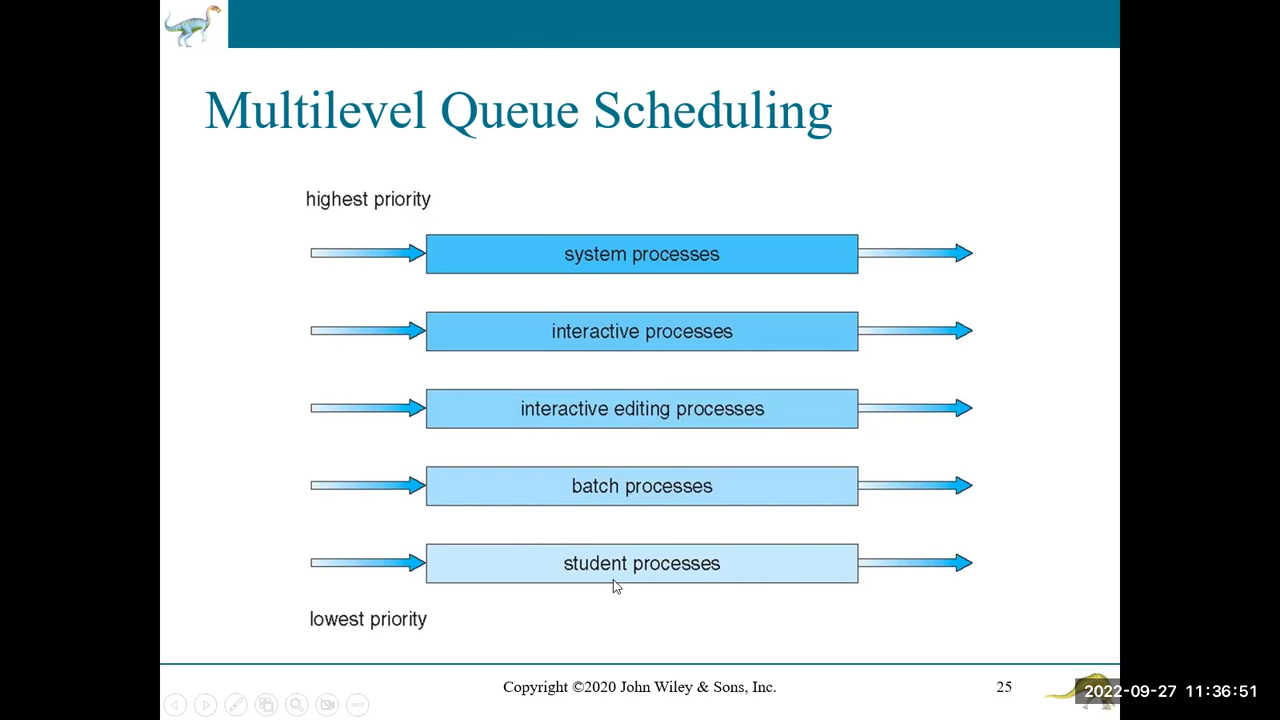 Multilevel Queue Scheduling
highest priority
system processes
interactive processes
interactive editing processes
batch processes
student processes
lowest priority
Copyright ©2020 John Wiley & Sons, Inc.
25
2022-09-27 11:36:51